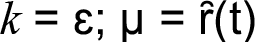 k = ε; μ = r̂(t)